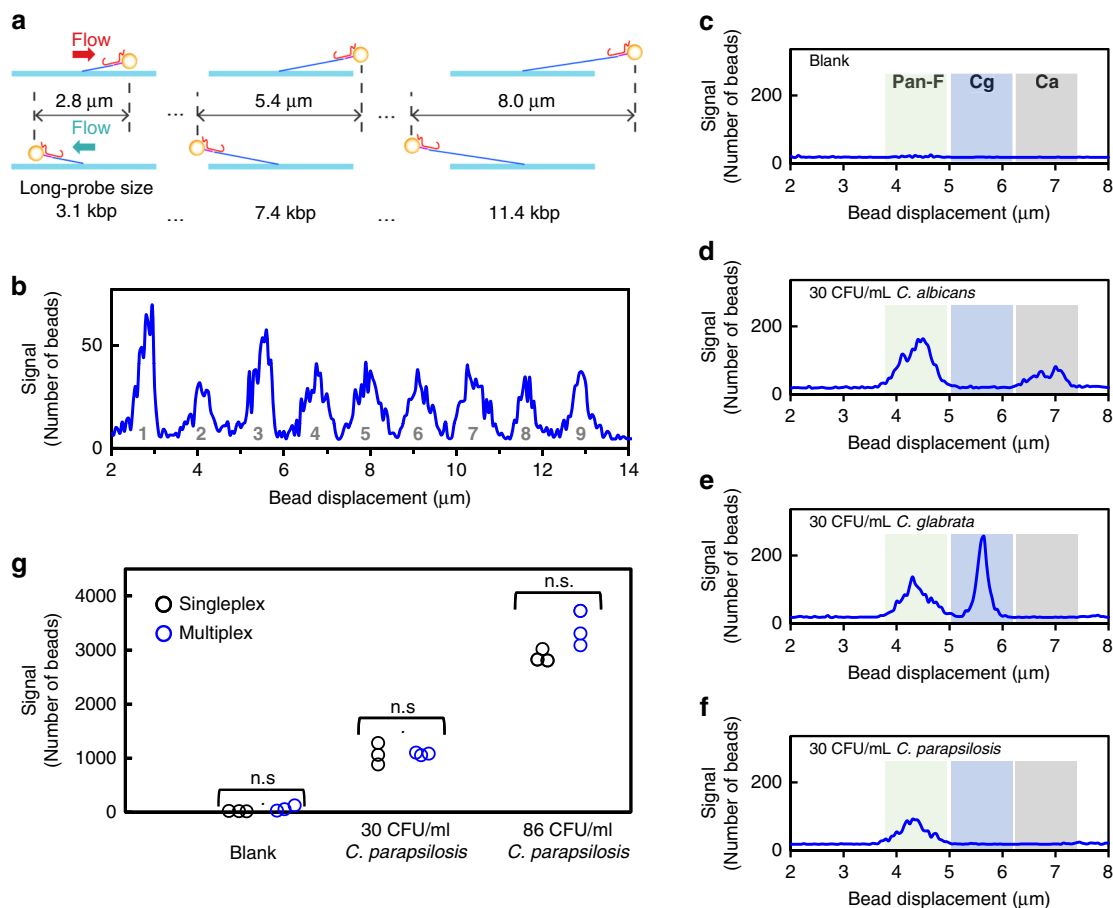 a
Flow
2.8 μm
...
5.4 μm
...
8.0 μm
Flow
Long-probe size
3.1 kbp
...
7.4 kbp
...
11.4 kbp
b
Signal
(Number of beads)
50
0
1 2 3 4 5 6 7 8 9
2 4 6 8 10 12 14
Bead displacement (μm)
g
Signal
(Number of beads)
4000
3000
2000
1000
0
Singleplex
Multiplex
n.s
n.s
n.s.
Blank
30 CFU/ml
C. parapsilosis
86 CFU/ml
C. parapsilosis
c
Signal
(Number of beads)
200
0
Blank
Pan-F Cg Ca
2 3 4 5 6 7 8
Bead displacement (μm)
d
Signal
(Number of beads)
200
0
30 CFU/mL C. albicans
2 3 4 5 6 7 8
Bead displacement (μm)
e
Signal
(Number of beads)
200
0
30 CFU/mL C. glabrata
2 3 4 5 6 7 8
Bead displacement (μm)
f
Signal
(Number of beads)
200
0
30 CFU/mL C. parapsilosis
2 3 4 5 6 7 8
Bead displacement (μm)